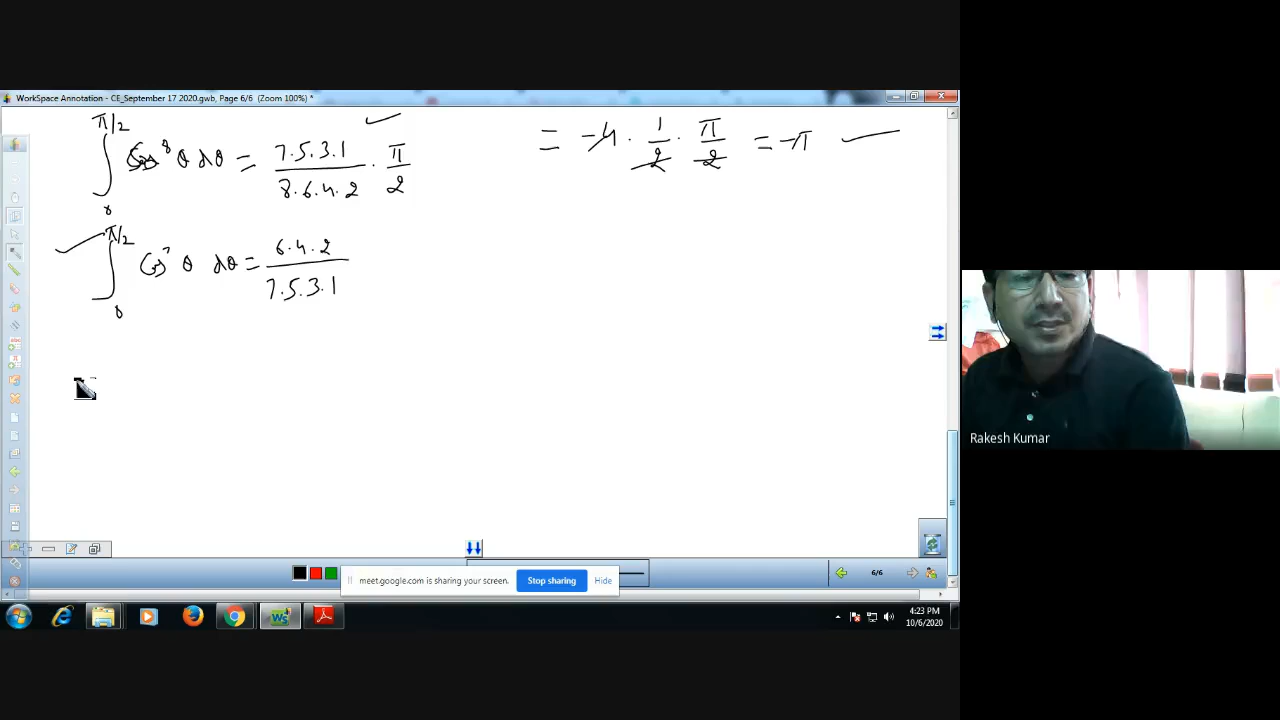 WorkSpace Annotation - CE_September 17 2020.gwb, Page 6/6 (Zoom 100%) *
∫₀^{π/2} Cos⁸ θ dθ = 7.5.3.1 / 8.6.4.2 . π/2
= -4 . 1/2 . π/2 = -π
∫₀^{π/2} Cos⁷ θ dθ = 6.4.2 / 7.5.3.1
Rakesh Kumar
6/6
meet.google.com is sharing your screen.
Stop sharing
Hide
4:23 PM
10/6/2020